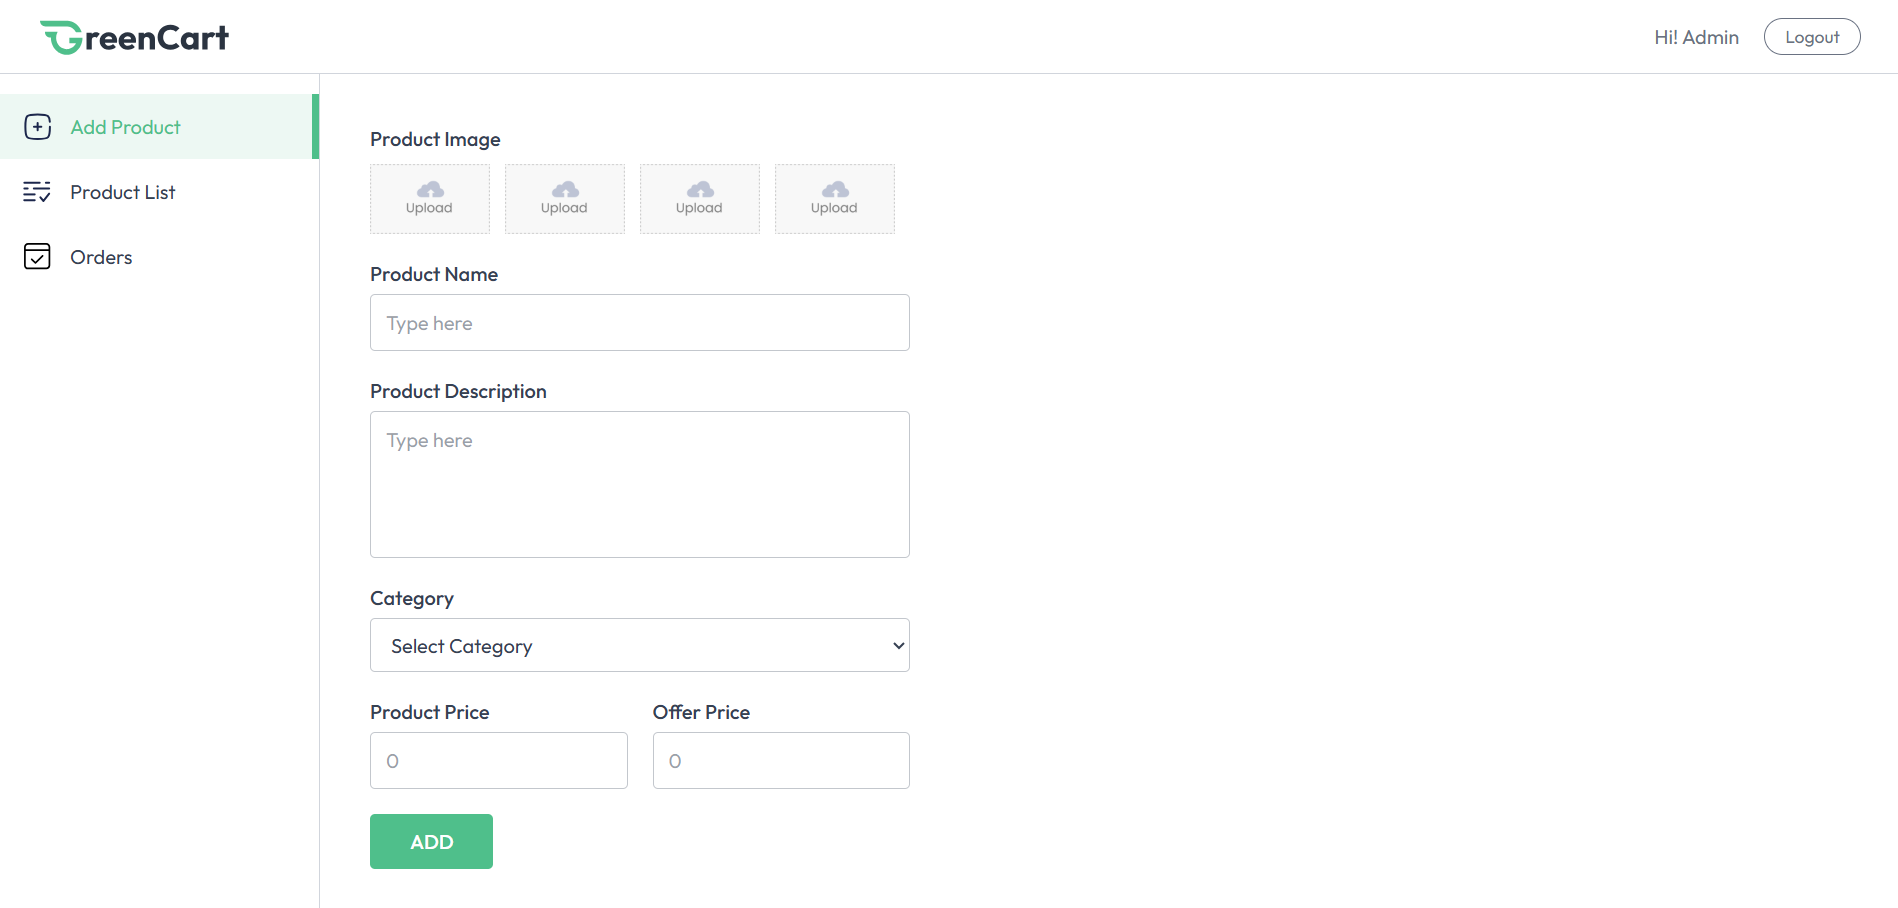 GreenCart
Hi! Admin
Logout
Add Product
Product List
Orders
Product Image
Upload Upload Upload Upload
Product Name
Type here
Product Description
Type here
Category
Select Category
Product Price Offer Price
0 0
ADD